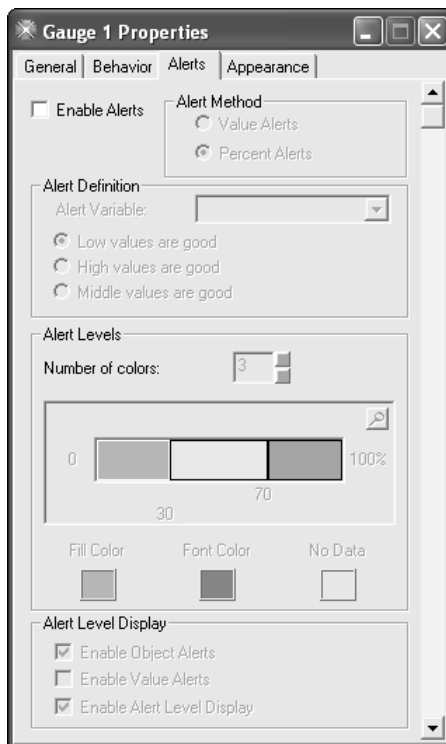 Gauge 1 Properties
General Behavior Alerts Appearance
Enable Alerts
Alert Method
Value Alerts
Percent Alerts
Alert Definition
Alert Variable:
Low values are good
High values are good
Middle values are good
Alert Levels
Number of colors: 3
0 100%
70
30
Fill Color Font Color No Data
Alert Level Display
Enable Object Alerts
Enable Value Alerts
Enable Alert Level Display